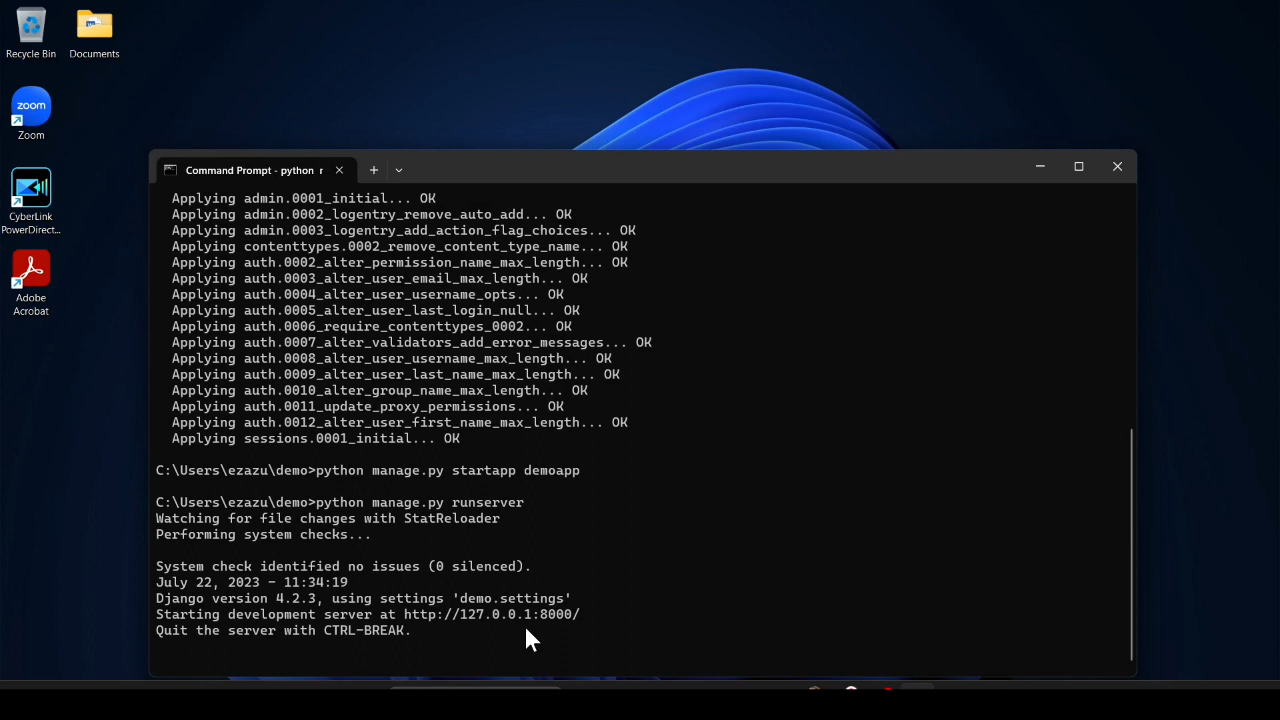 Recycle Bin
Documents
zoom
Zoom
CyberLink
PowerDirect...
Adobe
Acrobat
Command Prompt - python r
Applying admin.0001_initial... OK
Applying admin.0002_logentry_remove_auto_add... OK
Applying admin.0003_logentry_add_action_flag_choices... OK
Applying contenttypes.0002_remove_content_type_name... OK
Applying auth.0002_alter_permission_name_max_length... OK
Applying auth.0003_alter_user_email_max_length... OK
Applying auth.0004_alter_user_username_opts... OK
Applying auth.0005_alter_user_last_login_null... OK
Applying auth.0006_require_contenttypes_0002... OK
Applying auth.0007_alter_validators_add_error_messages... OK
Applying auth.0008_alter_user_username_max_length... OK
Applying auth.0009_alter_user_last_name_max_length... OK
Applying auth.0010_alter_group_name_max_length... OK
Applying auth.0011_update_proxy_permissions... OK
Applying auth.0012_alter_user_first_name_max_length... OK
Applying sessions.0001_initial... OK
C:\Users\ezazu\demo>python manage.py startapp demoapp
C:\Users\ezazu\demo>python manage.py runserver
Watching for file changes with StatReloader
Performing system checks...
System check identified no issues (0 silenced).
July 22, 2023 - 11:34:19
Django version 4.2.3, using settings 'demo.settings'
Starting development server at http://127.0.0.1:8000/
Quit the server with CTRL-BREAK.